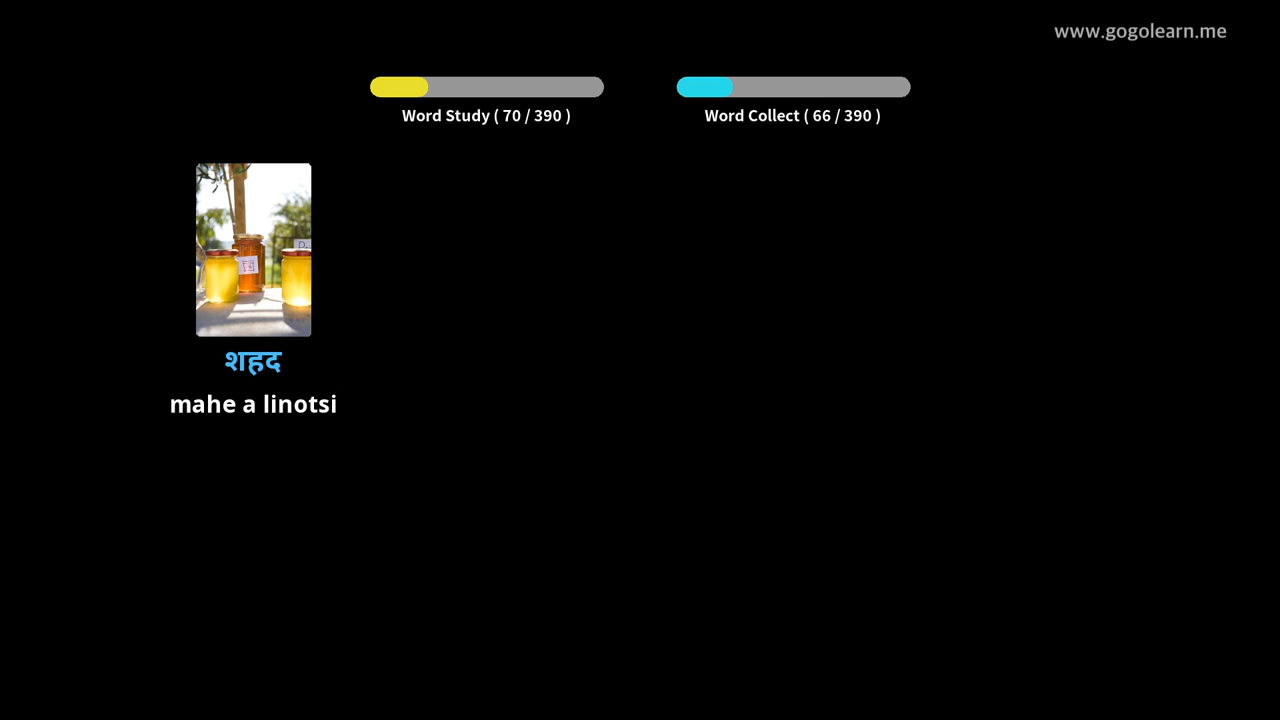 www.gogolearn.me
Word Study ( 70 / 390 )
Word Collect ( 66 / 390 )
D.
शहद
mahe a linotsi